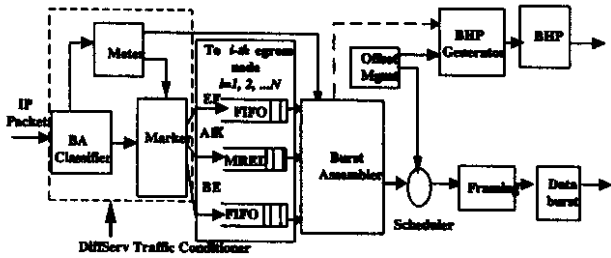 IP
Packets
BA
Classifier
Meter
Marker
DiffServ Traffic Conditioner
To i-th egress
node
i=1, 2, ...N
EF
FIFO
AFK
MRED
BE
FIFO
Burst
Assembler
Offset
Mgmt
BHP
Generator
BHP
Scheduler
Framing
Data
burst